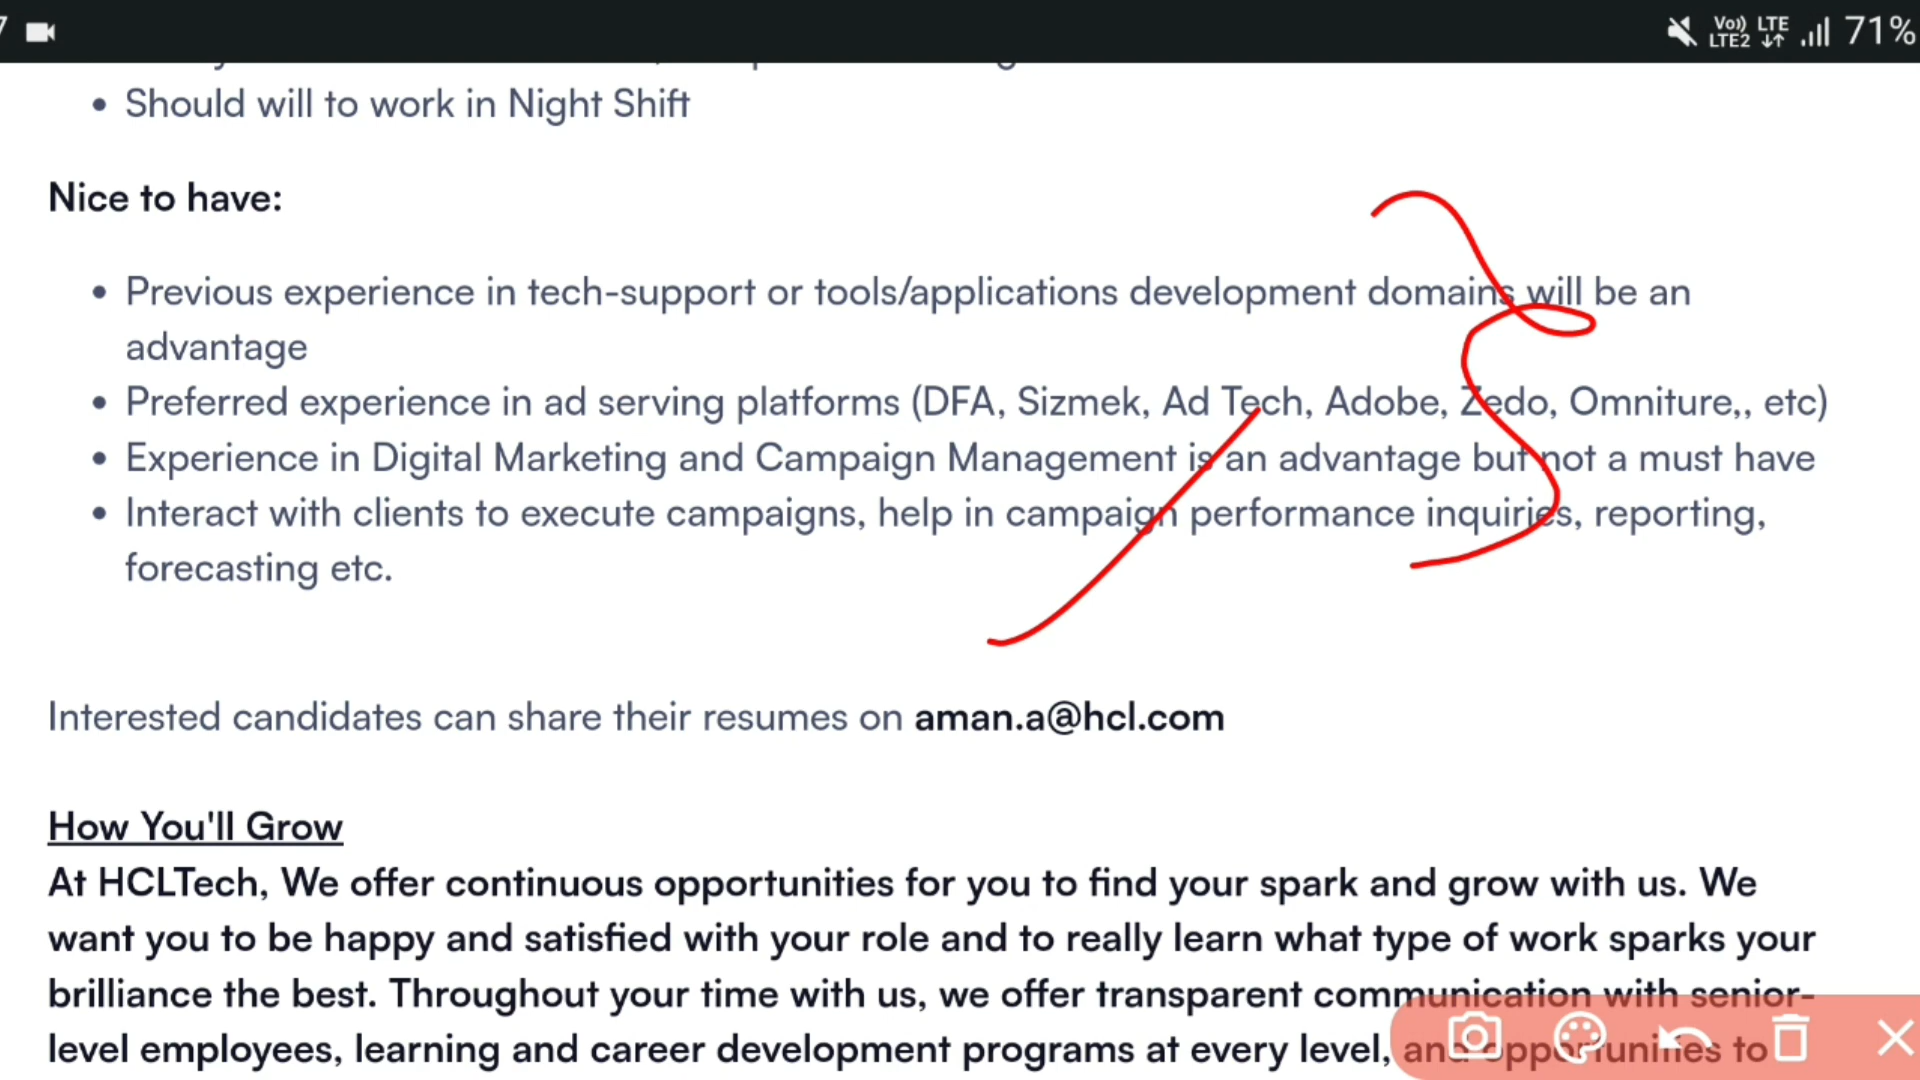 Vo)) LTE
LTE2
71%
• Should will to work in Night Shift
Nice to have:
• Previous experience in tech-support or tools/applications development domains will be an
advantage
• Preferred experience in ad serving platforms (DFA, Sizmek, Ad Tech, Adobe, Zedo, Omniture,, etc)
• Experience in Digital Marketing and Campaign Management is an advantage but not a must have
• Interact with clients to execute campaigns, help in campaign performance inquiries, reporting,
forecasting etc.
Interested candidates can share their resumes on aman.a@hcl.com
How You'll Grow
At HCLTech, We offer continuous opportunities for you to find your spark and grow with us. We
want you to be happy and satisfied with your role and to really learn what type of work sparks your
brilliance the best. Throughout your time with us, we offer transparent communication with senior-
level employees, learning and career development programs at every level, and opportunities to